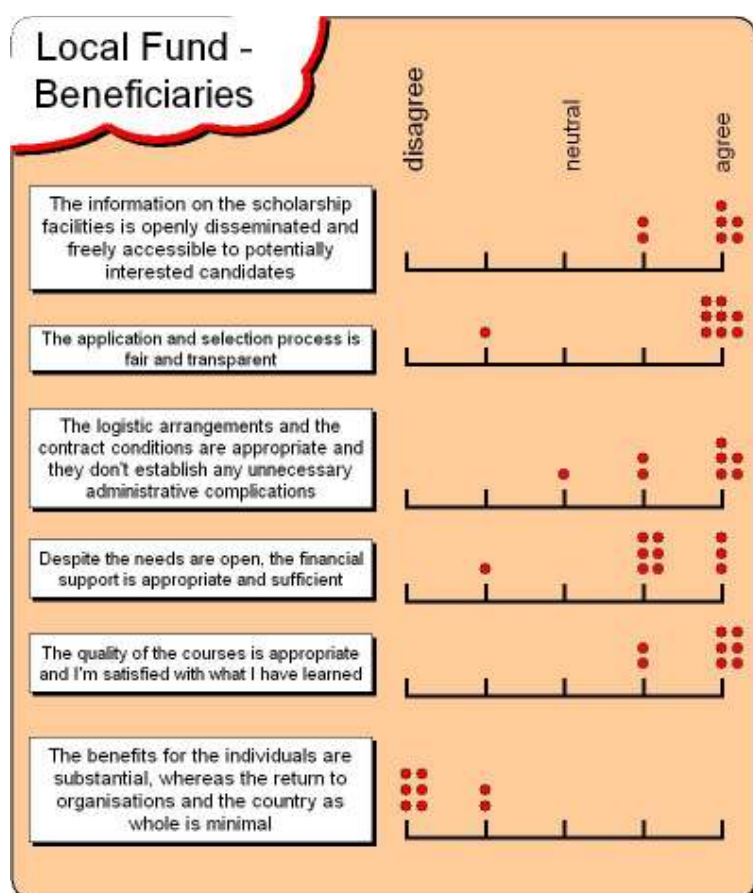 Local Fund -
Beneficiaries
disagree
neutral
agree
The information on the scholarship
facilities is openly disseminated and
freely accessible to potentially
interested candidates
The application and selection process is
fair and transparent
The logistic arrangements and the
contract conditions are appropriate and
they don't establish any unnecessary
administrative complications
Despite the needs are open, the financial
support is appropriate and sufficient
The quality of the courses is appropriate
and I'm satisfied with what I have learned
The benefits for the individuals are
substantial, whereas the return to
organisations and the country as
whole is minimal